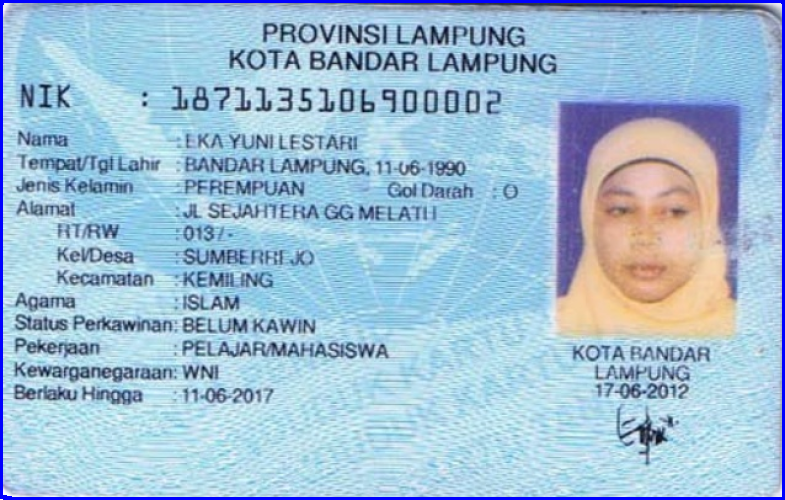 PROVINSI LAMPUNG
KOTA BANDAR LAMPUNG
NIK : 1871135106900002
Nama : EKA YUNI LESTARI
Tempat/Tgl Lahir : BANDAR LAMPUNG, 11-06-1990
Jenis Kelamin : PEREMPUAN Gol Darah : O
Alamat : JL SEJAHTERA GG MELATI I
RT/RW : 013/-
Kel/Desa : SUMBERREJO
Kecamatan : KEMILING
Agama : ISLAM
Status Perkawinan: BELUM KAWIN
Pekerjaan : PELAJAR/MAHASISWA
Kewarganegaraan: WNI
Berlaku Hingga : 11-06-2017
KOTA BANDAR
LAMPUNG
17-06-2012